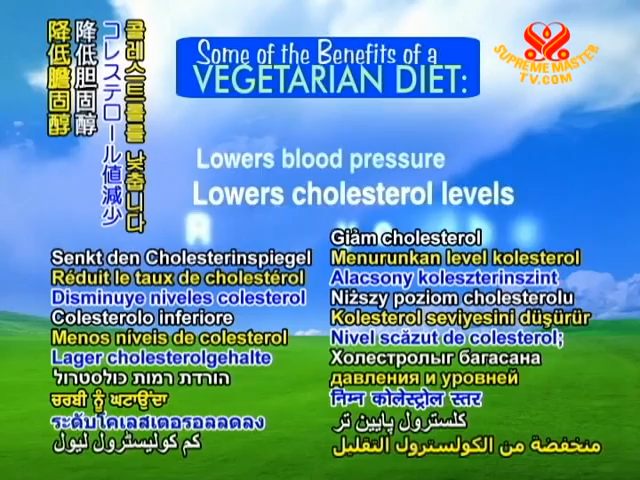 降低膽固醇
降低胆固醇
コレステロール値減少
콜레스테롤를 낮춥니다
Some of the Benefits of a
VEGETARIAN DIET:
SUPREME MASTER
TV.COM
Lowers blood pressure
Lowers cholesterol levels
Senkt den Cholesterinspiegel
Réduit le taux de cholestérol
Disminuye niveles colesterol
Colesterolo inferiore
Menos níveis de colesterol
Lager cholesterolgehalte
הורדת רמות כולסטרול
ਚਰਬੀ ਨੂੰ ਘਟਾਉਂਦਾ
ระดับโคเลสเตอรอลลดลง
کم کولیسٹرول لیول
Giảm cholesterol
Menurunkan level kolesterol
Alacsony koleszterinszint
Niższy poziom cholesterolu
Kolesterol seviyesini düşürür
Nivel scăzut de colesterol;
Холестролыг багасана
давления и уровней
निम्न कोलेस्ट्रोल स्तर
کلسترول پایین تر
منخفضة من الكولسترول التقليل